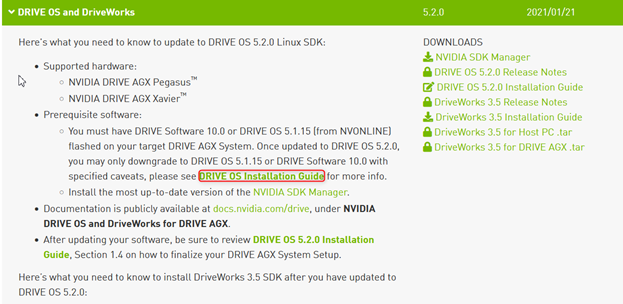 DRIVE OS and DriveWorks 5.2.0 2021/01/21
Here's what you need to know to update to DRIVE OS 5.2.0 Linux SDK:
• Supported hardware:
○ NVIDIA DRIVE AGX Pegasus™
○ NVIDIA DRIVE AGX Xavier™
• Prerequisite software:
○ You must have DRIVE Software 10.0 or DRIVE OS 5.1.15 (from NVONLINE)
flashed on your target DRIVE AGX System. Once updated to DRIVE OS 5.2.0,
you may only downgrade to DRIVE OS 5.1.15 or DRIVE Software 10.0 with
specified caveats, please see DRIVE OS Installation Guide for more info.
○ Install the most up-to-date version of the NVIDIA SDK Manager.
• Documentation is publicly available at docs.nvidia.com/drive, under NVIDIA
DRIVE OS and DriveWorks for DRIVE AGX.
• After updating your software, be sure to review DRIVE OS 5.2.0 Installation
Guide, Section 1.4 on how to finalize your DRIVE AGX System Setup.
Here's what you need to know to install DriveWorks 3.5 SDK after you have updated to
DRIVE OS 5.2.0:
DOWNLOADS
NVIDIA SDK Manager
DRIVE OS 5.2.0 Release Notes
DRIVE OS 5.2.0 Installation Guide
DriveWorks 3.5 Release Notes
DriveWorks 3.5 Installation Guide
DriveWorks 3.5 for Host PC .tar
DriveWorks 3.5 for DRIVE AGX .tar